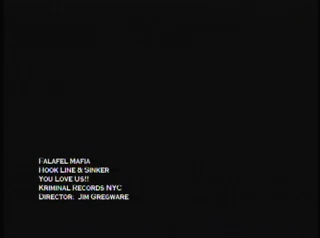 Falafel Mafia
Hook Line & Sinker
You Love Us!!
Kriminal Records NYC
Director: Jim Gregware